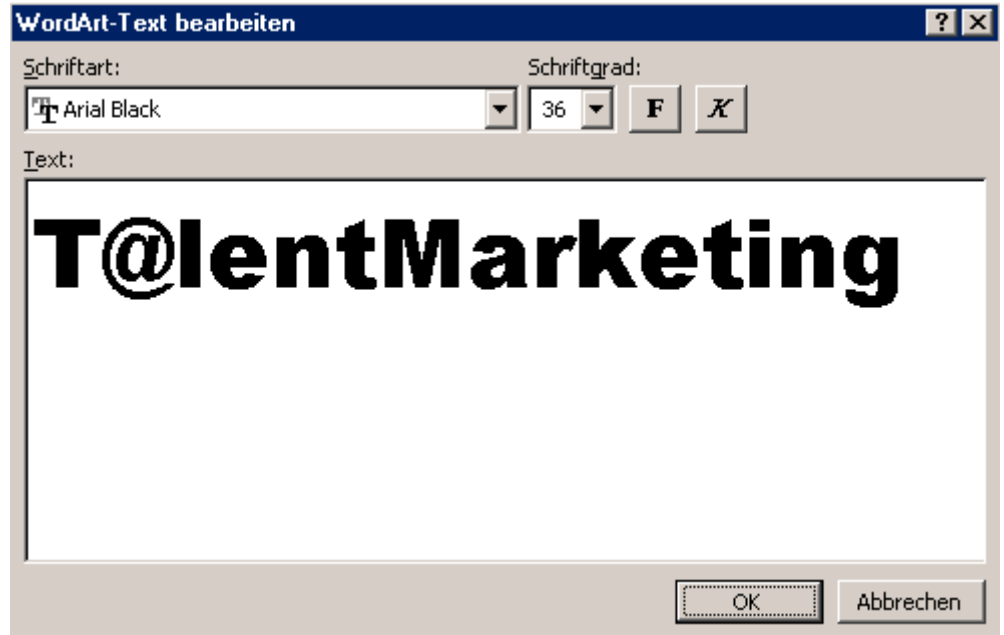 WordArt-Text bearbeiten ? X
Schriftart: Schriftgrad:
Arial Black 36 F K
Text:
T@lentMarketing
OK Abbrechen